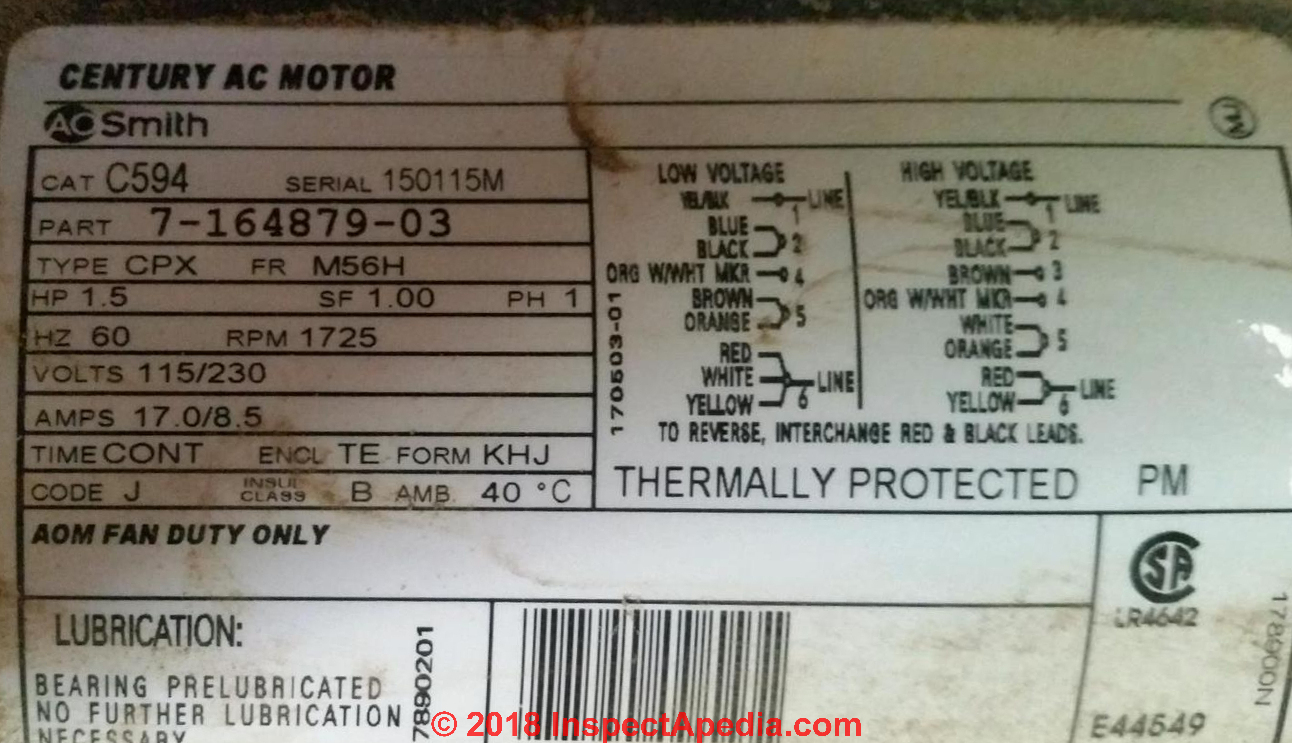 CENTURY AC MOTOR
AO Smith
CAT C594 SERIAL 150115M
PART 7-164879-03
TYPE CPX FR M56H
HP 1.5 SF 1.00 PH 1
HZ 60 RPM 1725
VOLTS 115/230
AMPS 17.0/8.5
TIME CONT ENCL TE FORM KHJ
CODE J INSUL CLASS B AMB. 40 °C
MJ
LOW VOLTAGE
YEL/BLK 1 LINE
BLUE
BLACK 2
ORG W/WHT MKR 4
BROWN
ORANGE 5
RED
WHITE LINE
YELLOW 6
1706503-01
HIGH VOLTAGE
YEL/BLK 1 LINE
BLUE
BLACK 2
BROWN 3
ORG W/WHT MKR 4
WHITE
ORANGE 5
RED LINE
YELLOW 6
TO REVERSE, INTERCHANGE RED & BLACK LEADS.
THERMALLY PROTECTED PM
AOM FAN DUTY ONLY
LUBRICATION:
BEARING PRELUBRICATED
NO FURTHER LUBRICATION
NECESSARY
7890201
SA
LR4642
178900N
E44549
© 2018 InspectApedia.com